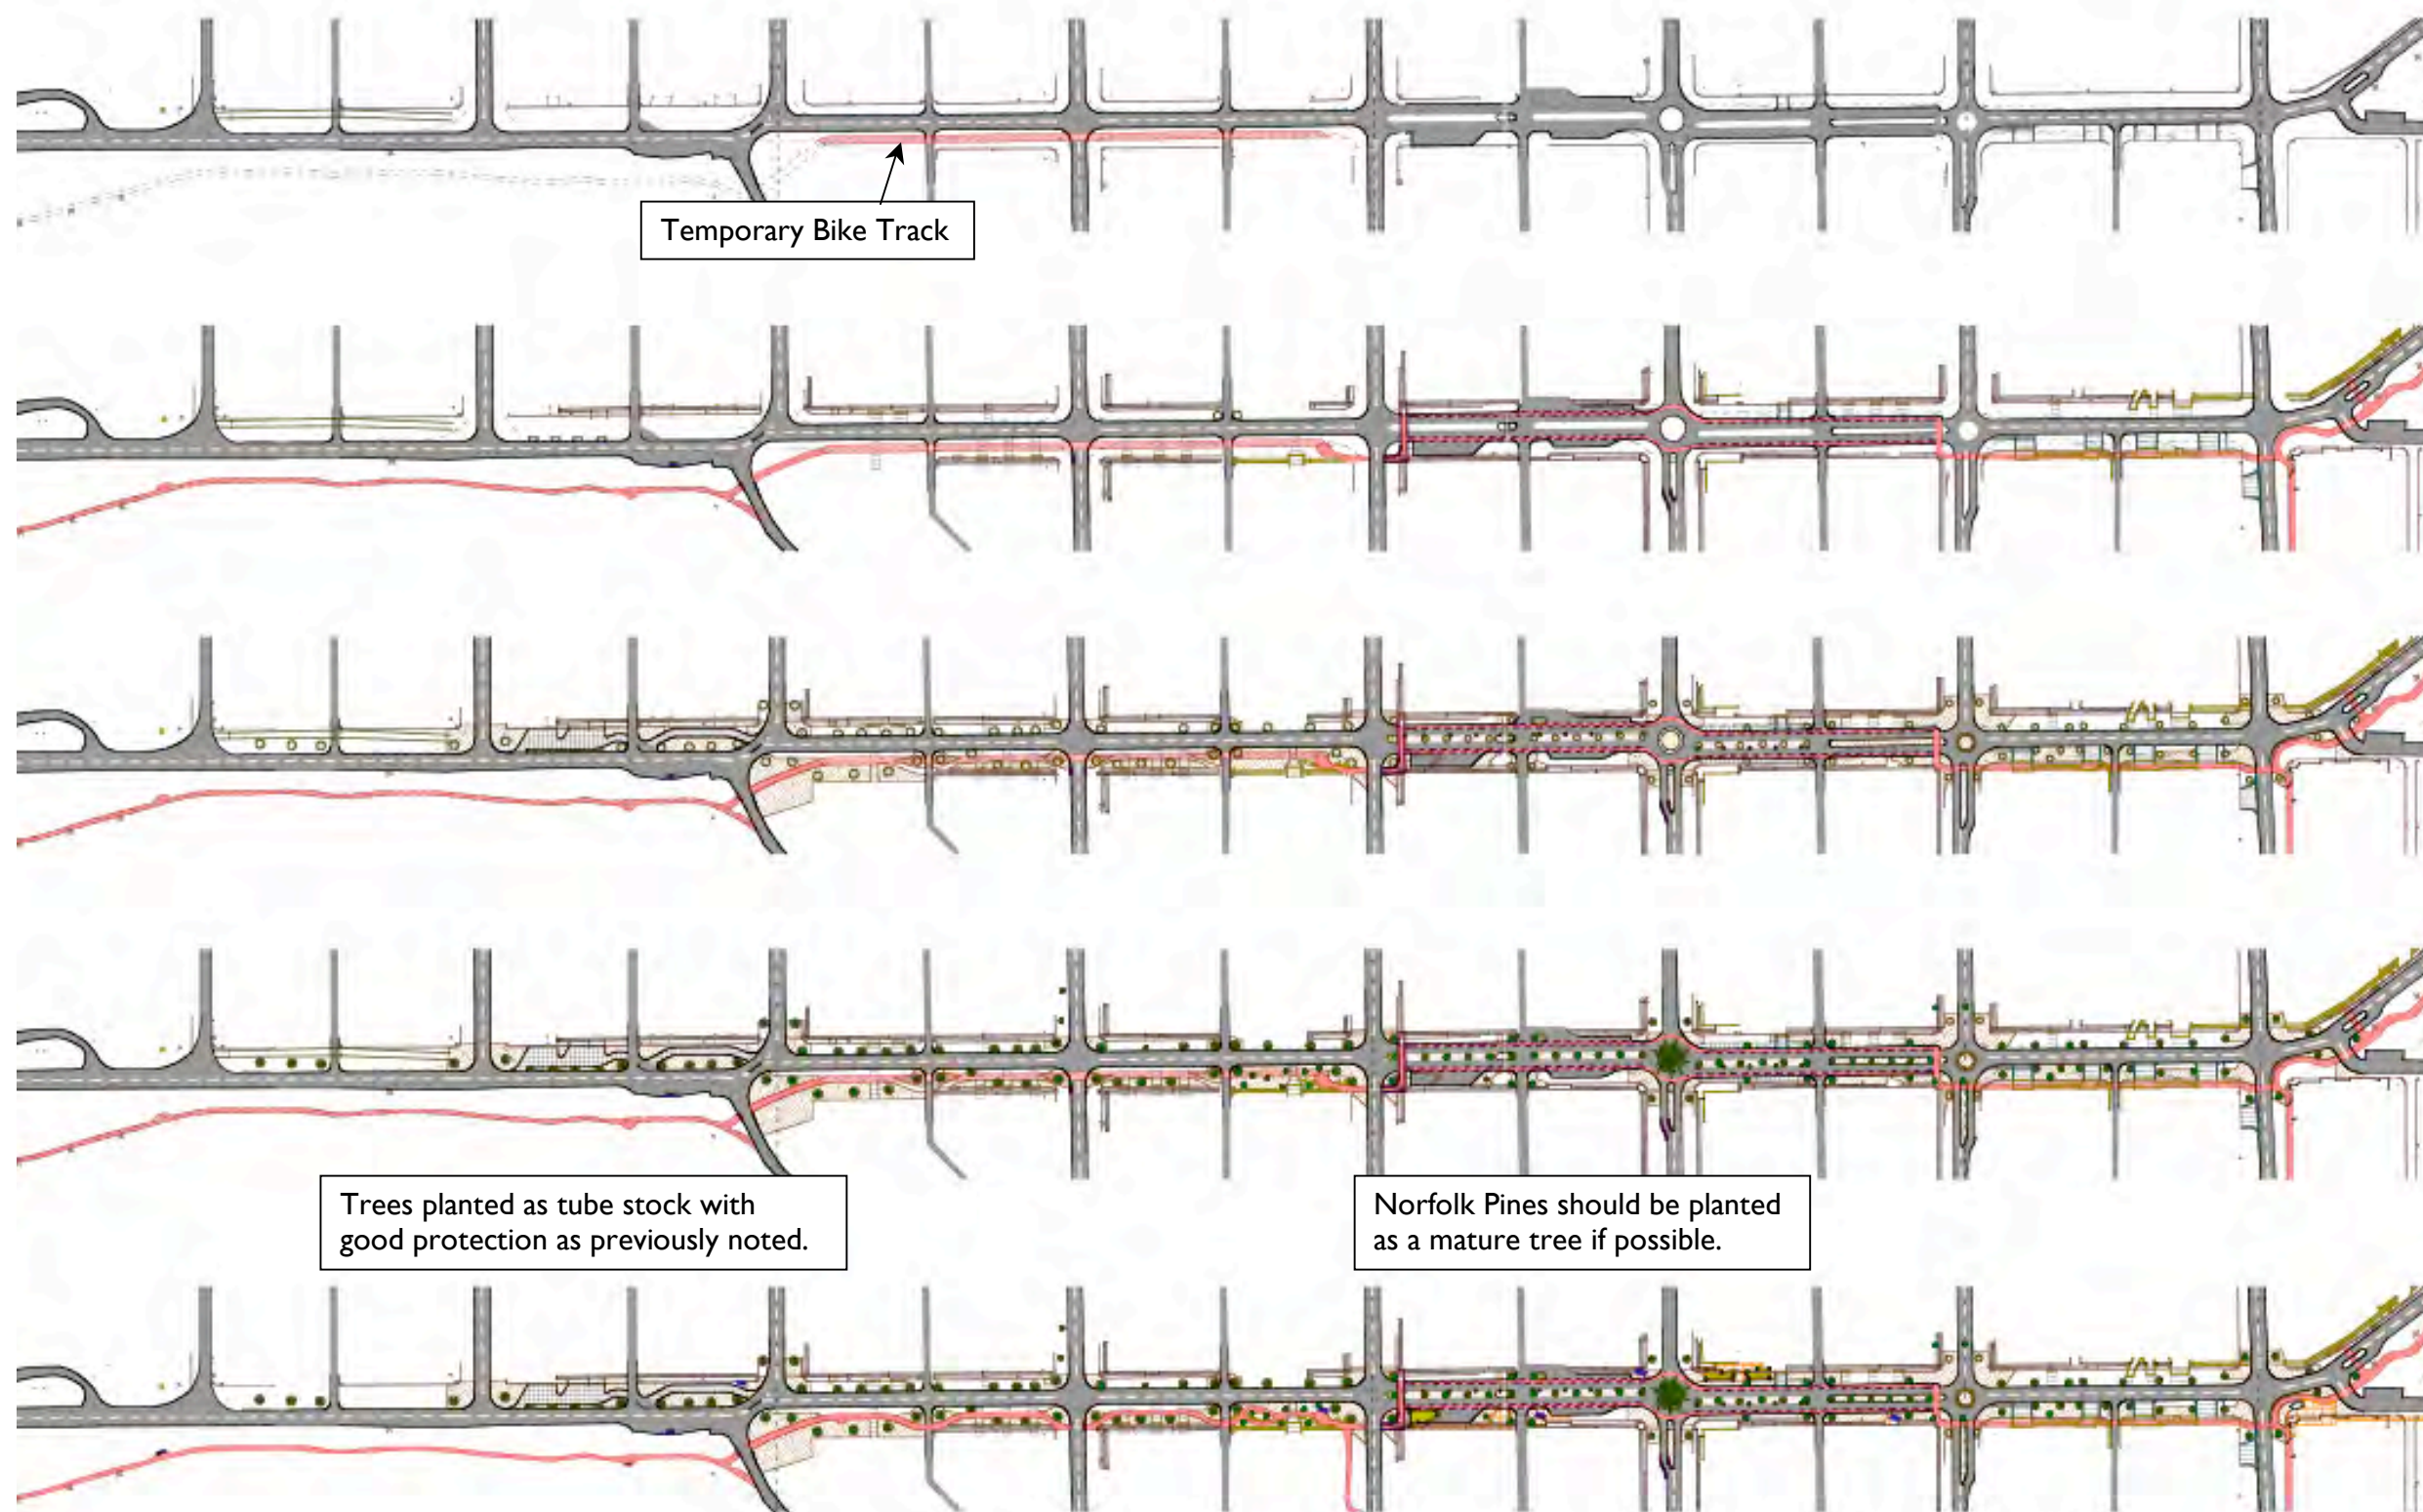 Temporary Bike Track
Trees planted as tube stock with
good protection as previously noted.
Norfolk Pines should be planted
as a mature tree if possible.